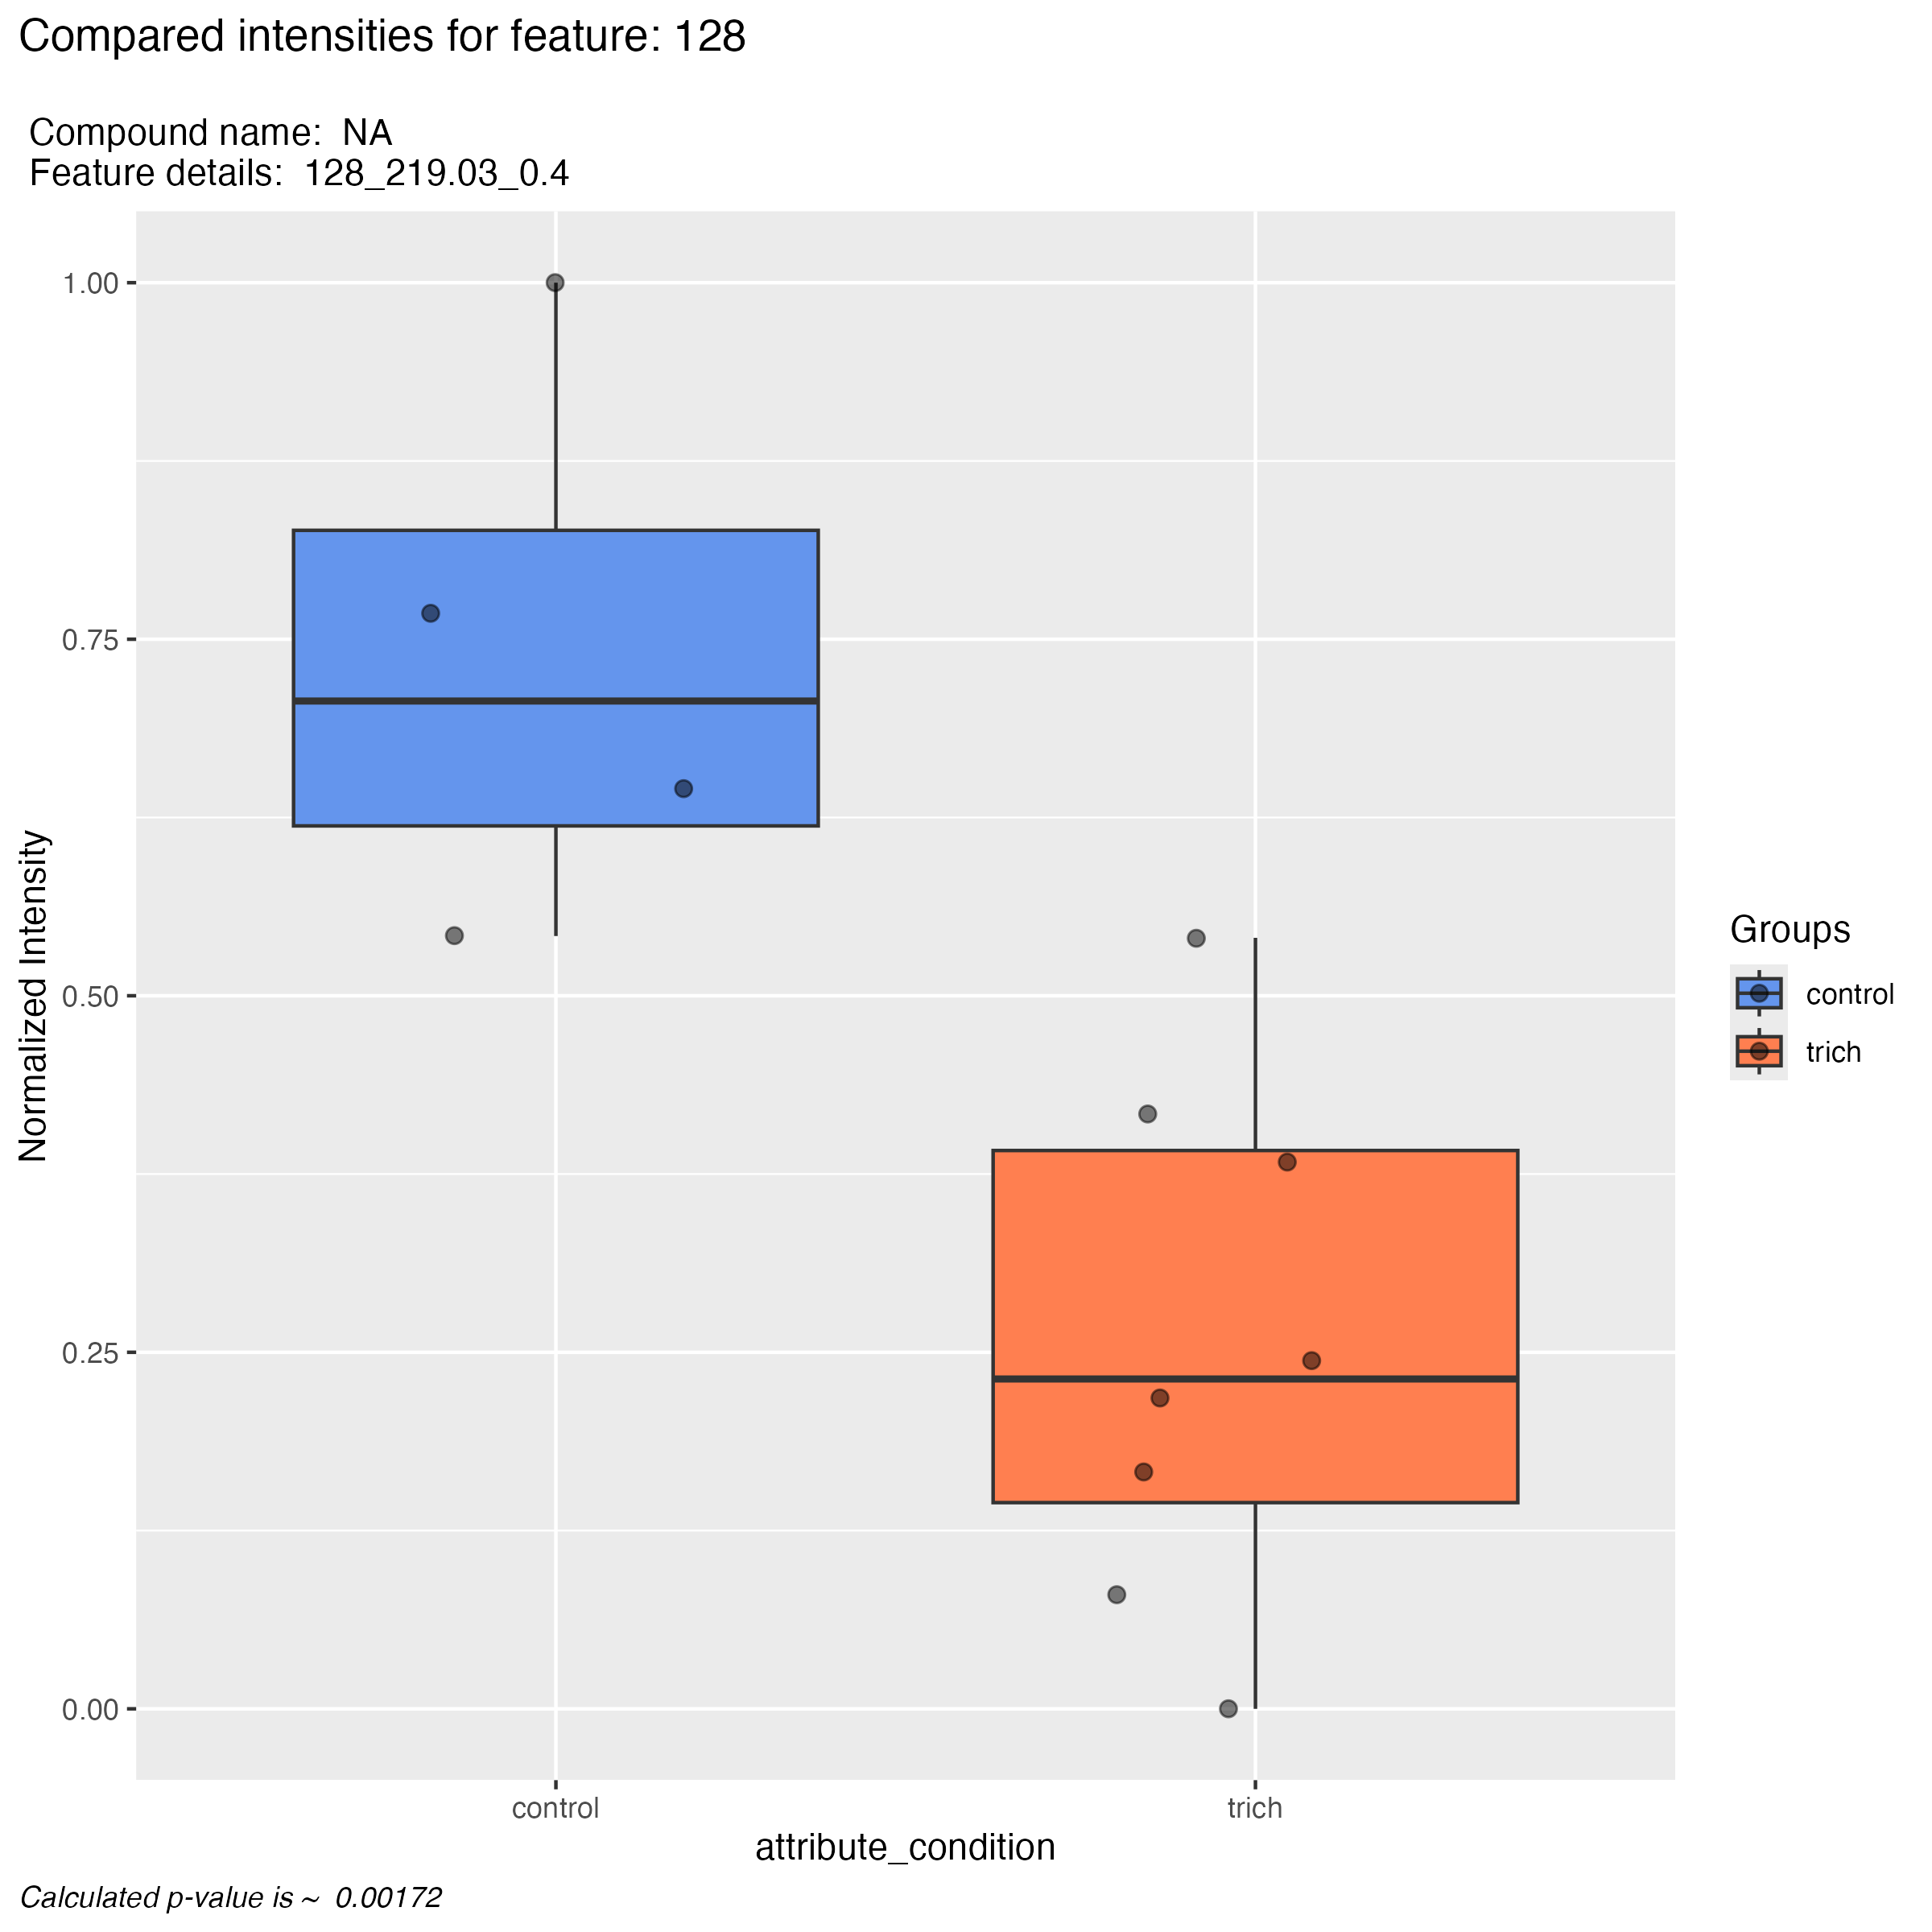 Compared intensities for feature: 128
Compound name: NA
Feature details: 128_219.03_0.4
Normalized Intensity
1.00
0.75
0.50
0.25
0.00
control
trich
attribute_condition
Groups
control
trich
Calculated p-value is ~ 0.00172